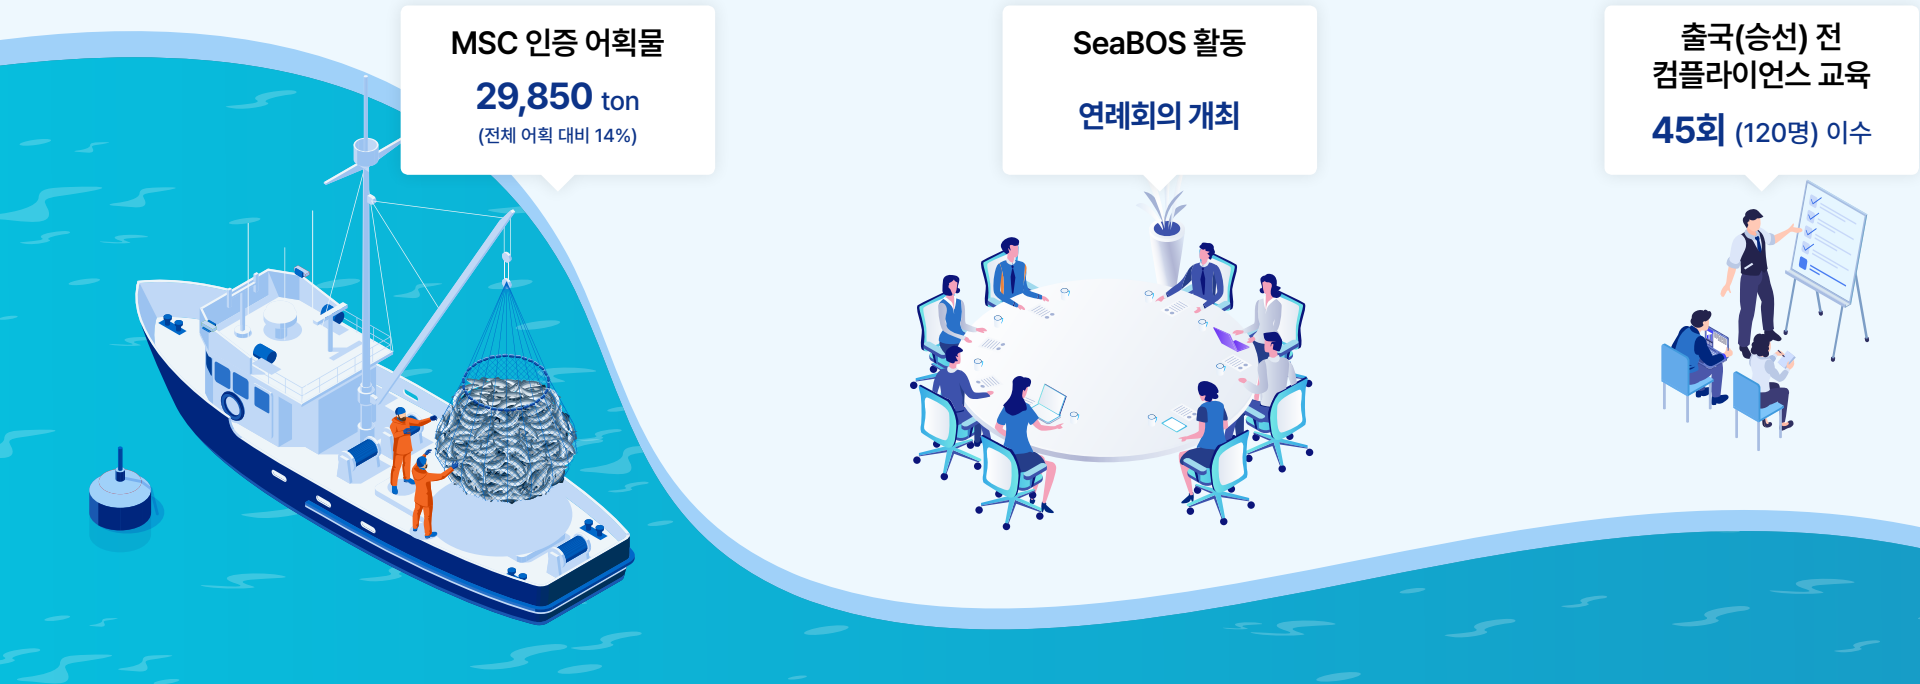 MSC 인증 어획물
29,850 ton
(전체 어획 대비 14%)
SeaBOS 활동
연례회의 개최
출국(승선) 전
컴플라이언스 교육
45회 (120명) 이수